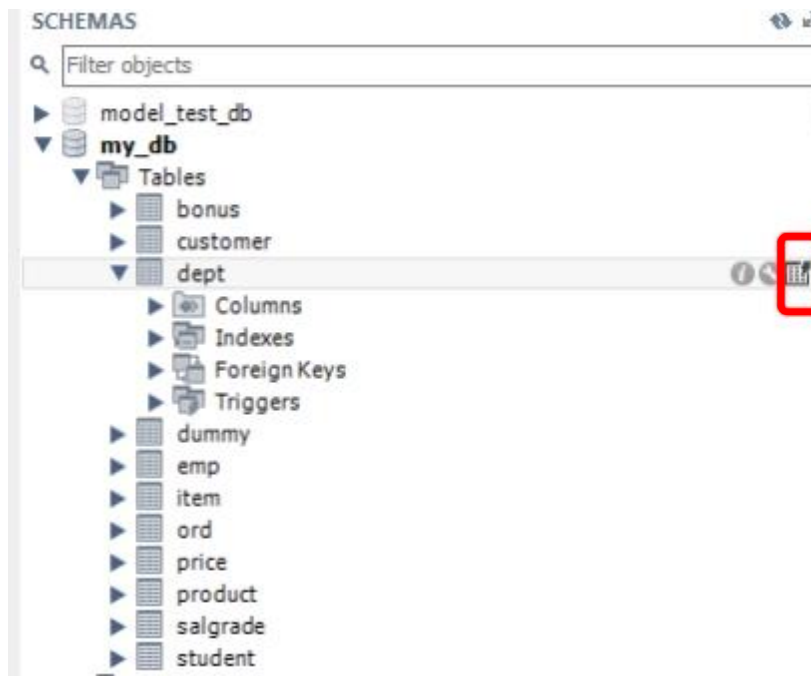 SCHEMAS
Filter objects
model_test_db
my_db
Tables
bonus
customer
dept
Columns
Indexes
Foreign Keys
Triggers
dummy
emp
item
ord
price
product
salgrade
student